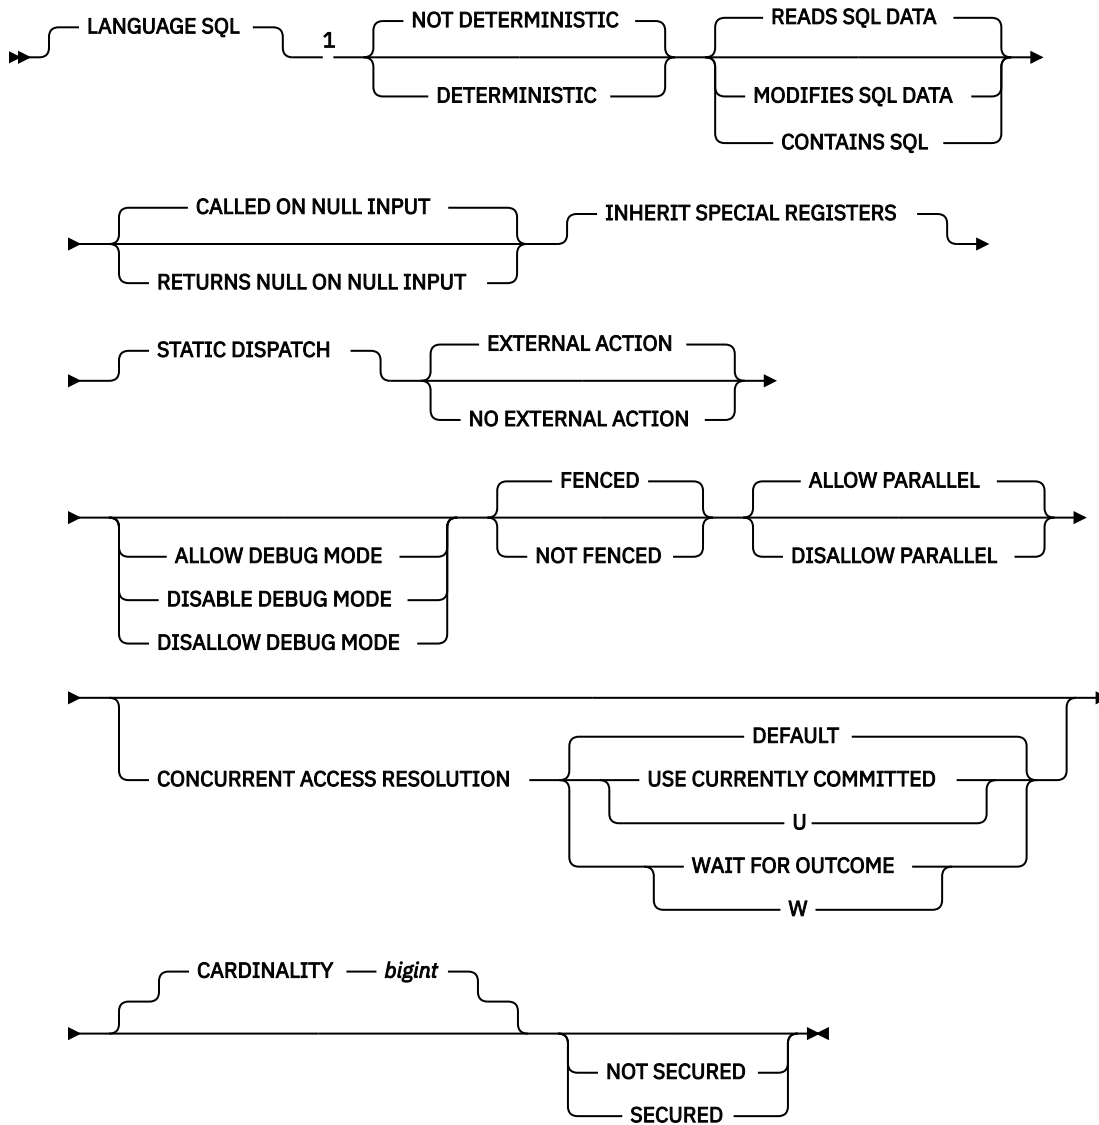 LANGUAGE SQL 1 NOT DETERMINISTIC READS SQL DATA
DETERMINISTIC MODIFIES SQL DATA
CONTAINS SQL
CALLED ON NULL INPUT INHERIT SPECIAL REGISTERS
RETURNS NULL ON NULL INPUT
STATIC DISPATCH EXTERNAL ACTION
NO EXTERNAL ACTION
FENCED ALLOW PARALLEL
ALLOW DEBUG MODE NOT FENCED DISALLOW PARALLEL
DISABLE DEBUG MODE
DISALLOW DEBUG MODE
DEFAULT
CONCURRENT ACCESS RESOLUTION USE CURRENTLY COMMITTED
U
WAIT FOR OUTCOME
W
CARDINALITY bigint
NOT SECURED
SECURED